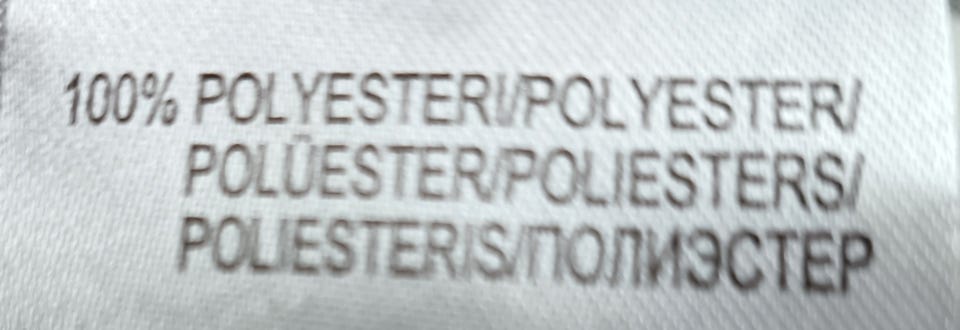 100% POLYESTERI/POLYESTER/
POLÜESTER/POLIESTERS/
POLIESTERIS/ПОЛИЭСТЕР